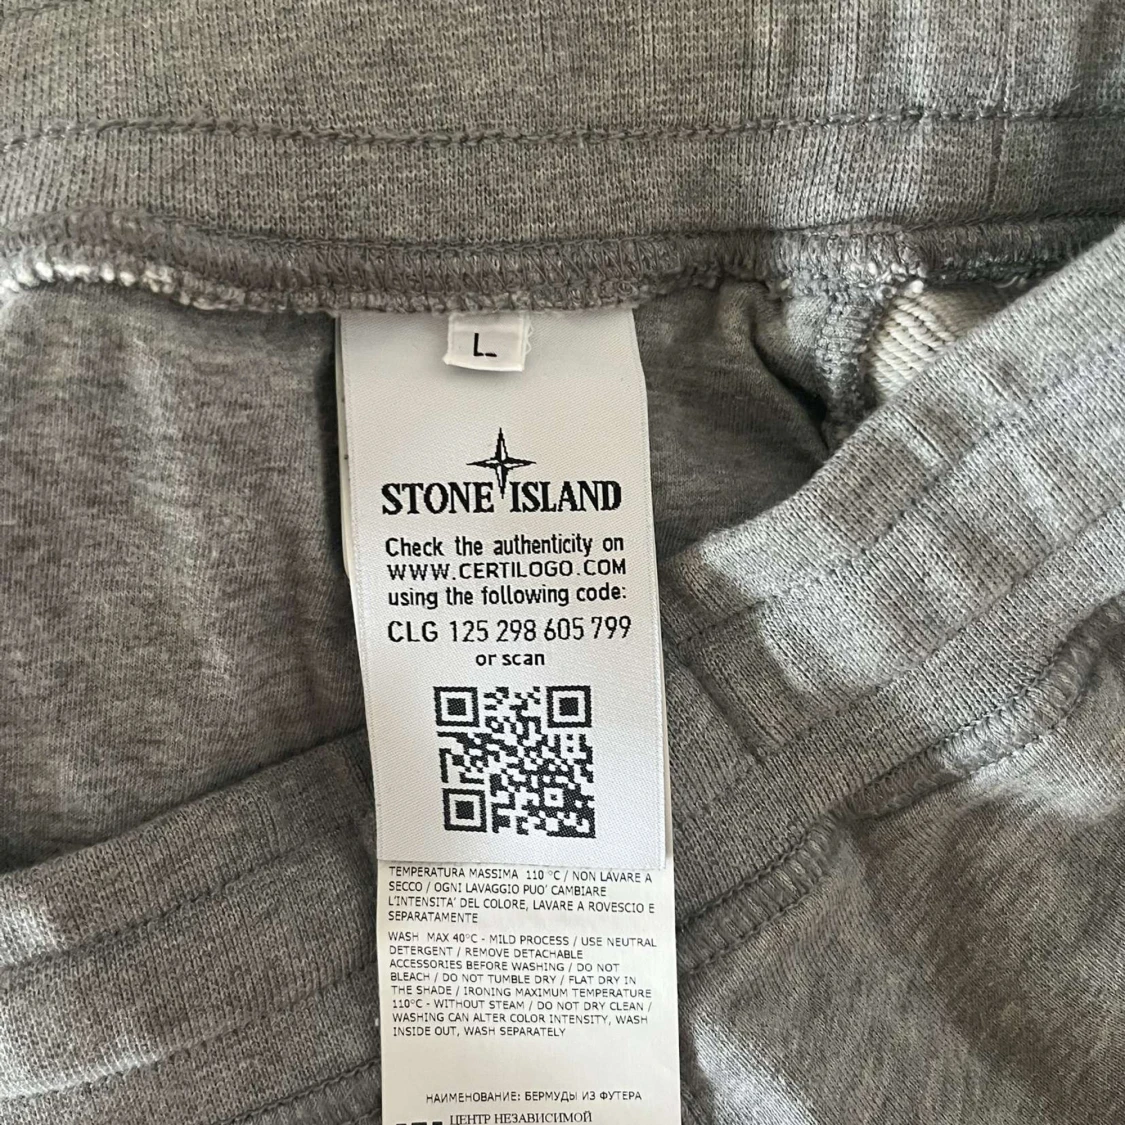 L
STONE ISLAND
Check the authenticity on
WWW.CERTILOGO.COM
using the following code:
CLG 125 298 605 799
or scan
TEMPERATURA MASSIMA 110 °C / NON LAVARE A
SECCO / OGNI LAVAGGIO PUO' CAMBIARE
L'INTENSITA' DEL COLORE, LAVARE A ROVESCIO E
SEPARATAMENTE
WASH MAX 40°C - MILD PROCESS / USE NEUTRAL
DETERGENT / REMOVE DETACHABLE
ACCESSORIES BEFORE WASHING / DO NOT
BLEACH / DO NOT TUMBLE DRY / FLAT DRY IN
THE SHADE / IRONING MAXIMUM TEMPERATURE
110°C - WITHOUT STEAM / DO NOT DRY CLEAN /
WASHING CAN ALTER COLOR INTENSITY, WASH
INSIDE OUT, WASH SEPARATELY
НАИМЕНОВАНИЕ: БЕРМУДЫ ИЗ ФУТЕРА
ЦЕНТР НЕЗАВИСИМОЙ